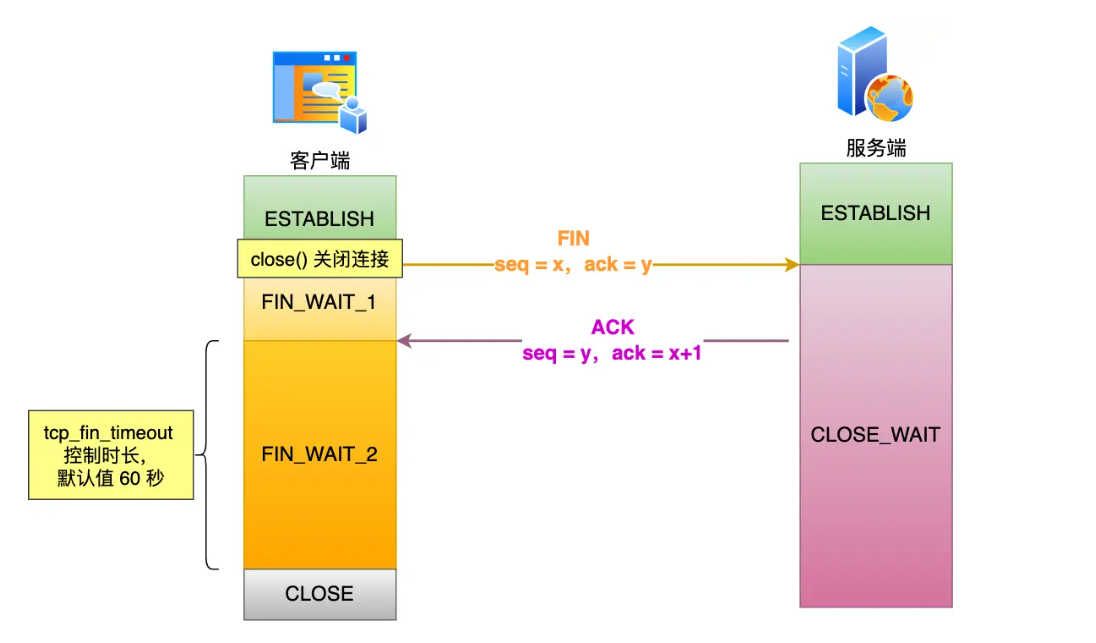 客户端
服务端
ESTABLISH
ESTABLISH
close() 关闭连接
FIN
seq = x，ack = y
FIN_WAIT_1
ACK
seq = y，ack = x+1
tcp_fin_timeout
控制时长，
默认值 60 秒
FIN_WAIT_2
CLOSE_WAIT
CLOSE